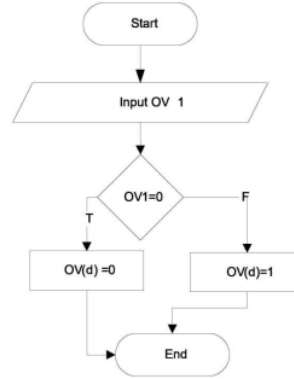 Start
Input OV 1
OV1=0
T
F
OV(d) =0
OV(d)=1
End